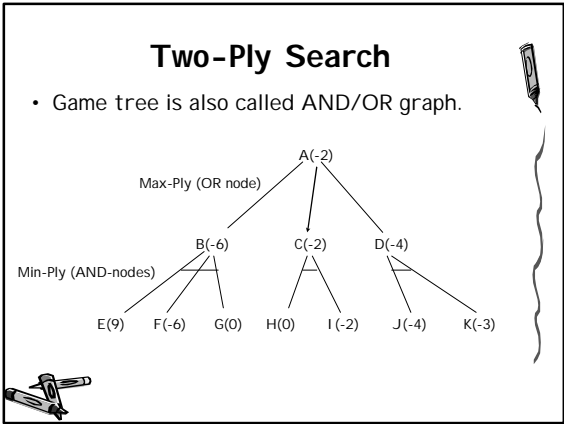 Two-Ply Search
• Game tree is also called AND/OR graph.
A(-2)
Max-Ply (OR node)
B(-6) C(-2) D(-4)
Min-Ply (AND-nodes)
E(9) F(-6) G(0) H(0) I(-2) J(-4) K(-3)